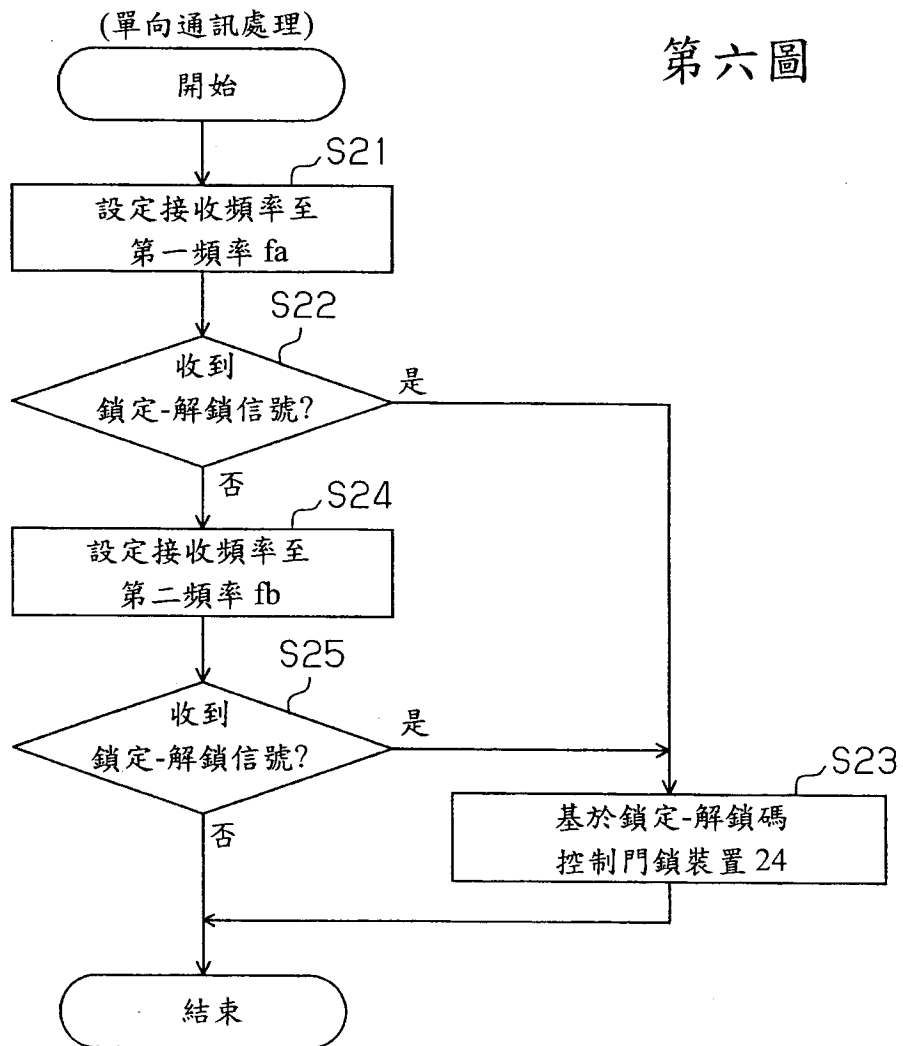 (單向通訊處理)
第六圖
開始
S21
設定接收頻率至
第一頻率 fa
S22
收到
鎖定-解鎖信號?
是
否
S24
設定接收頻率至
第二頻率 fb
S25
收到
鎖定-解鎖信號?
是
否
S23
基於鎖定-解鎖碼
控制門鎖裝置 24
結束